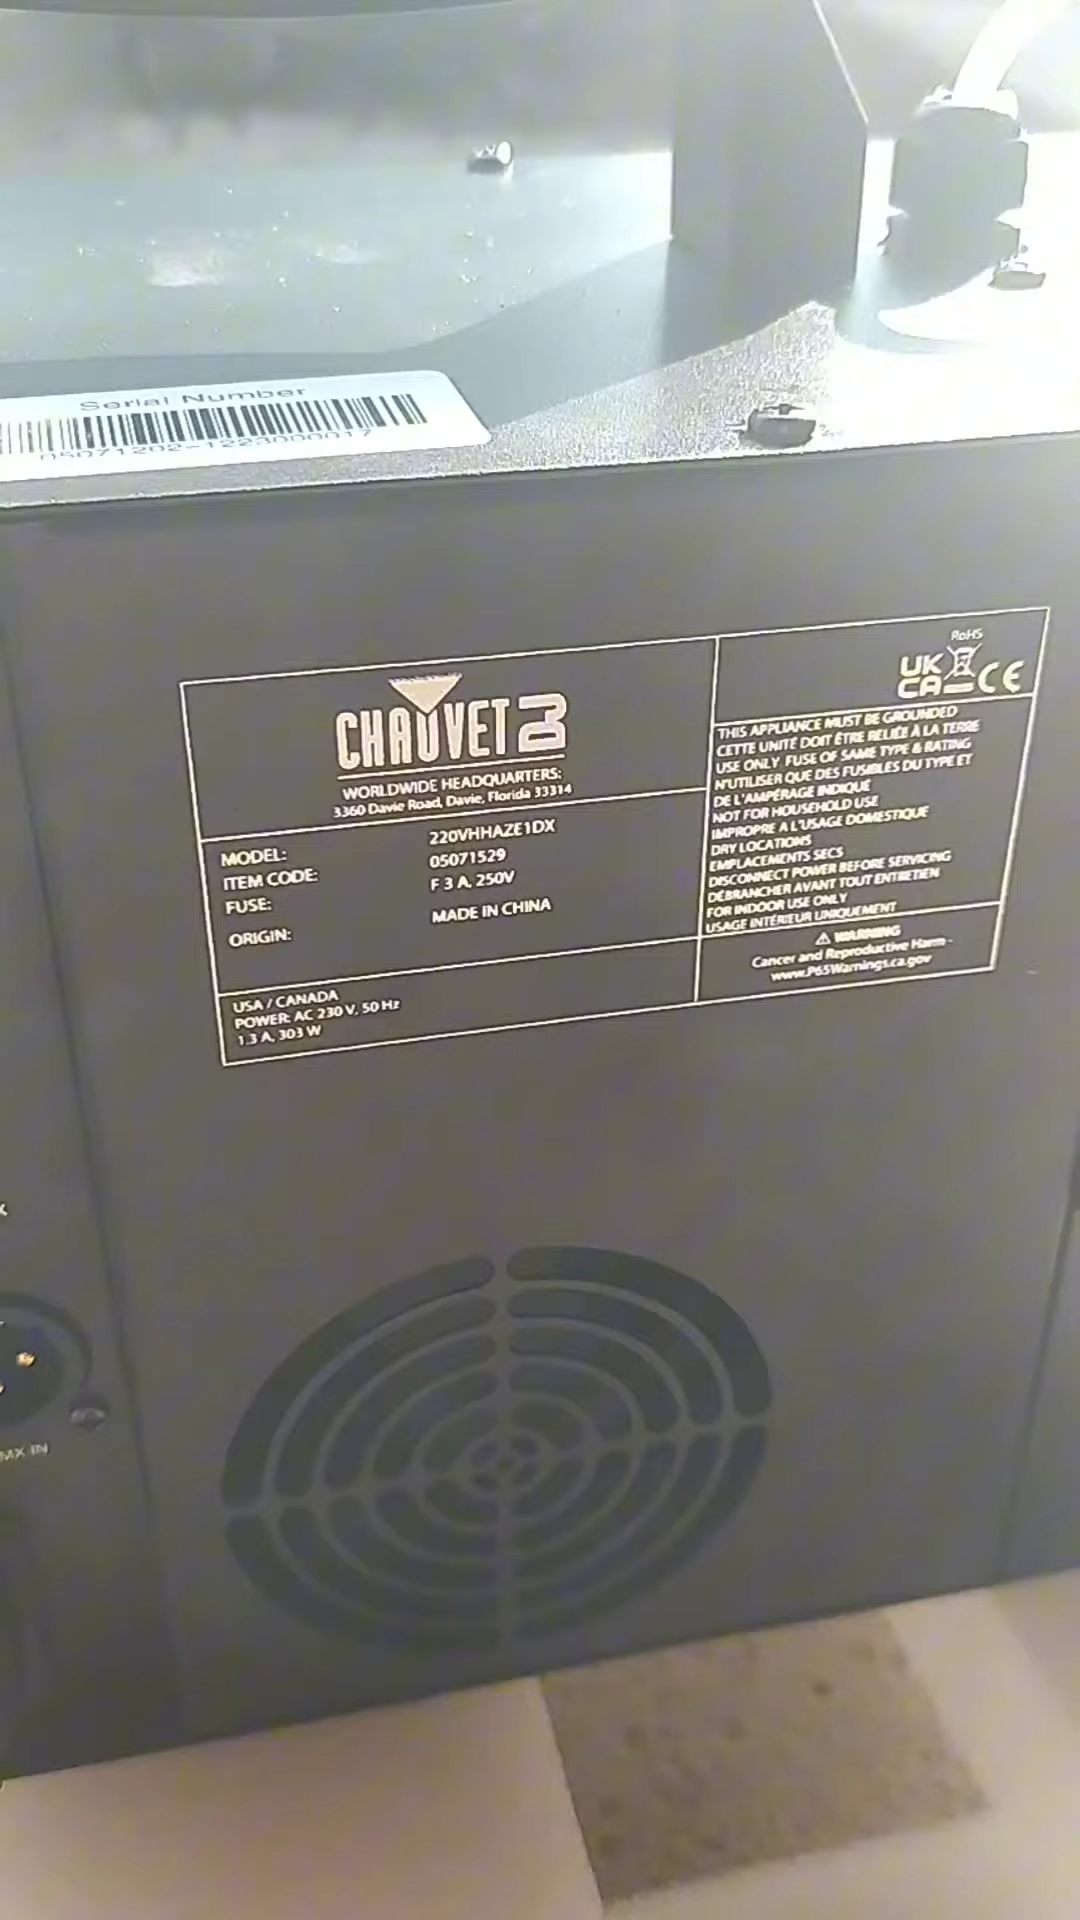 Serial Number
05071202-1223000017
RoHS
UK
CA
CE
CHAUVET DJ
WORLDWIDE HEADQUARTERS:
3360 Davie Road, Davie, Florida 33314
MODEL: 220VHHAZE1DX
ITEM CODE: 05071529
FUSE: F 3 A, 250V
ORIGIN: MADE IN CHINA
USA / CANADA
POWER: AC 230 V, 50 Hz
1.3 A, 303 W
THIS APPLIANCE MUST BE GROUNDED
CETTE UNITÉ DOIT ÊTRE RELIÉE À LA TERRE
USE ONLY FUSE OF SAME TYPE & RATING
N'UTILISER QUE DES FUSIBLES DU TYPE ET
DE L'AMPÉRAGE INDIQUÉ
NOT FOR HOUSEHOLD USE
IMPROPRE A L'USAGE DOMESTIQUE
DRY LOCATIONS
EMPLACEMENTS SECS
DISCONNECT POWER BEFORE SERVICING
DÉBRANCHER AVANT TOUT ENTRETIEN
FOR INDOOR USE ONLY
USAGE INTÉRIEUR UNIQUEMENT
⚠ WARNING
Cancer and Reproductive Harm -
www.P65Warnings.ca.gov
MX IN